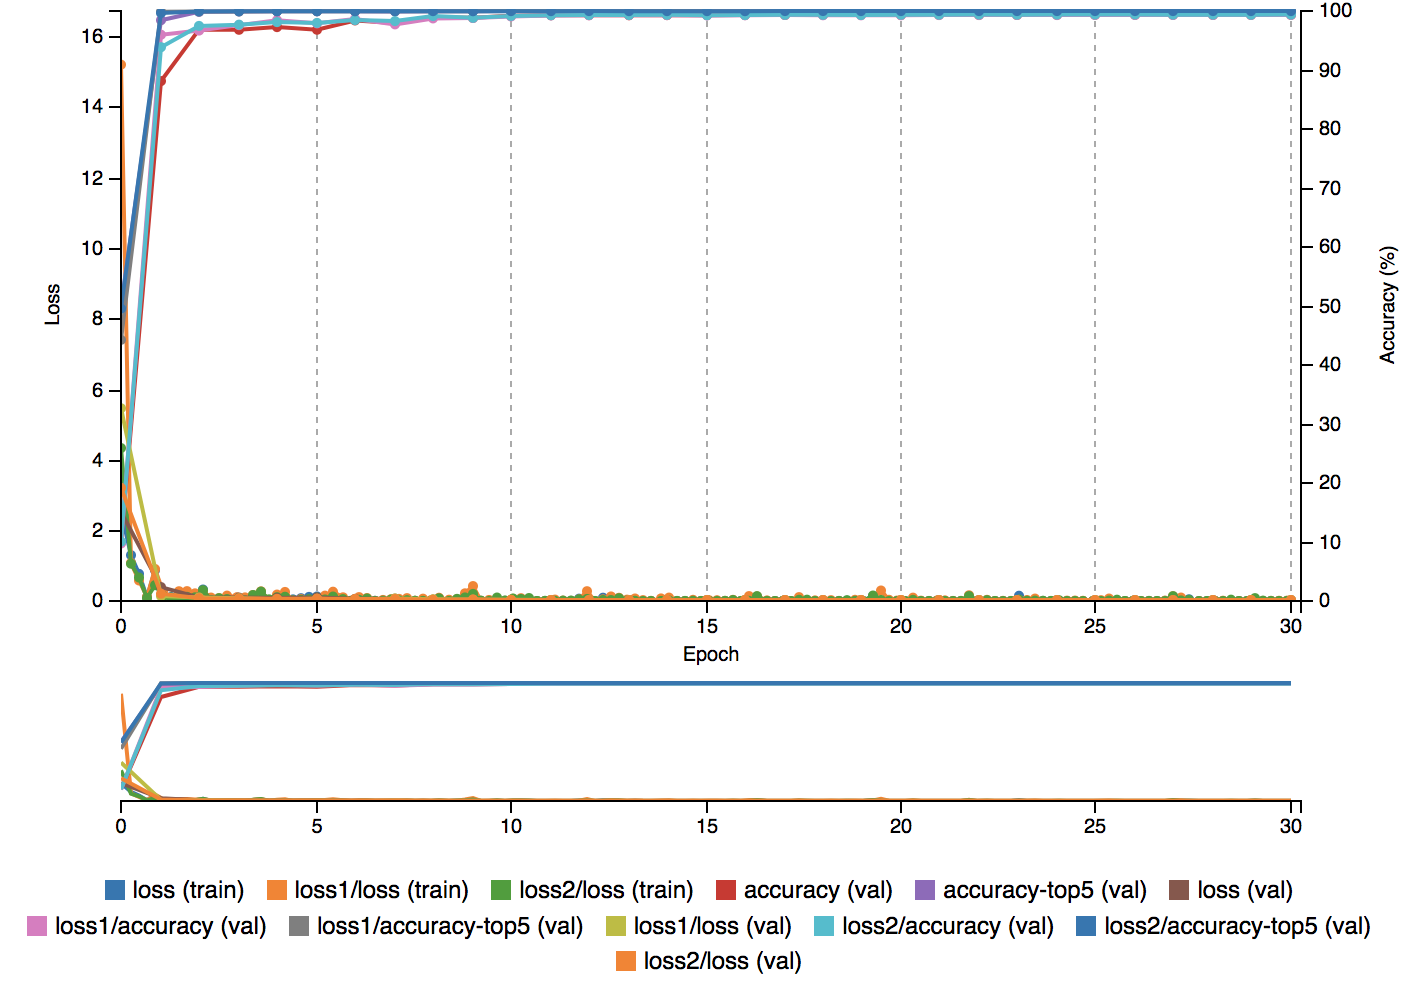 16
14
12
10
8
6
4
2
0
Loss
100
90
80
70
60
50
40
30
20
10
0
Accuracy (%)
0 5 10 15 20 25 30
Epoch
0 5 10 15 20 25 30
loss (train) loss1/loss (train) loss2/loss (train) accuracy (val) accuracy-top5 (val) loss (val)
loss1/accuracy (val) loss1/accuracy-top5 (val) loss1/loss (val) loss2/accuracy (val) loss2/accuracy-top5 (val)
loss2/loss (val)